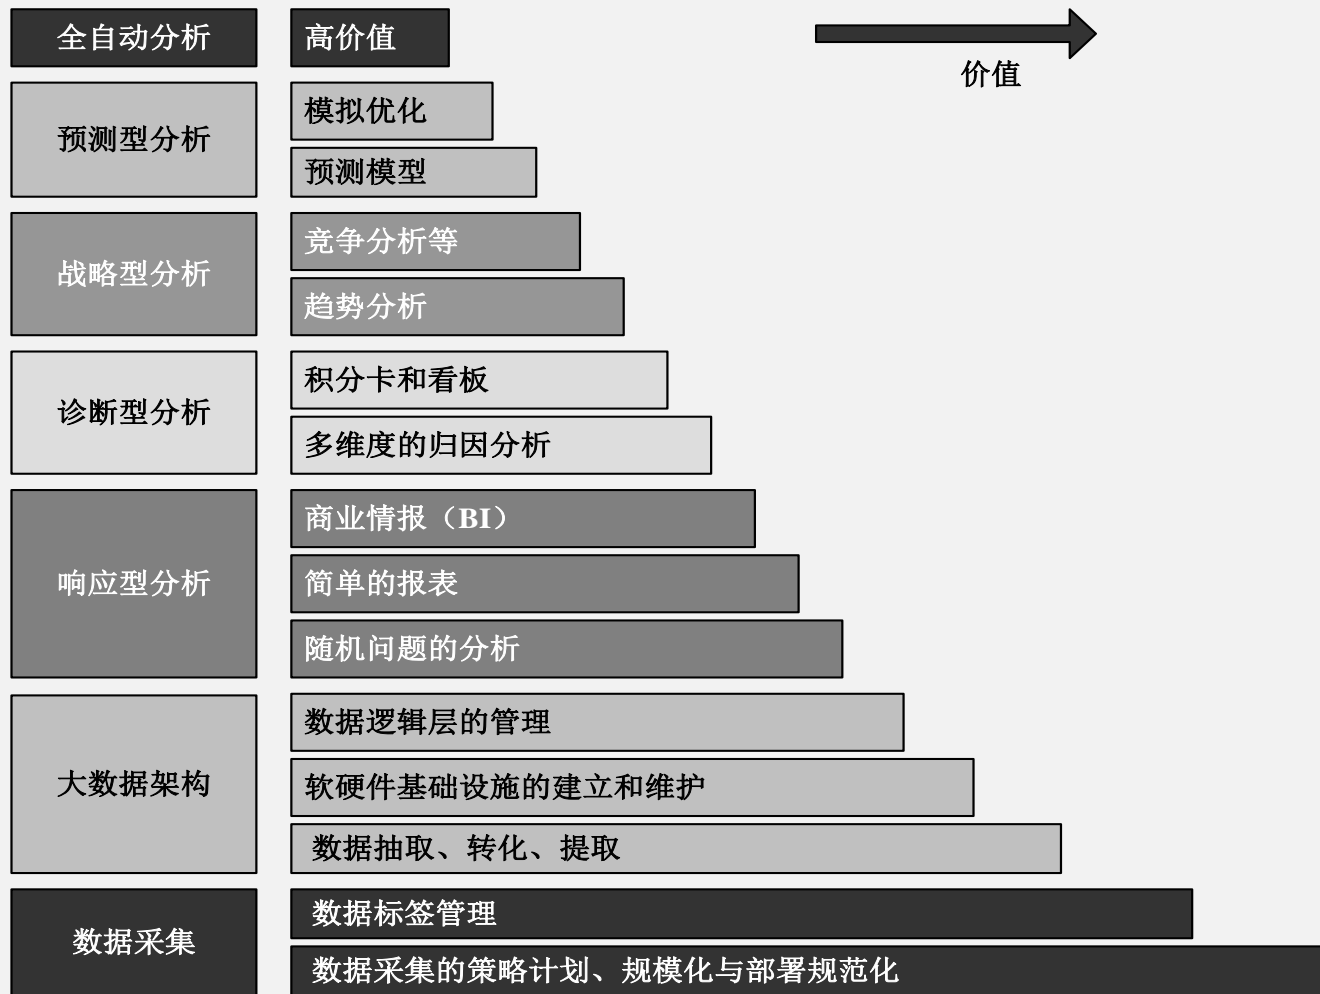 全自动分析
高价值
价值
预测型分析
模拟优化
预测模型
战略型分析
竞争分析等
趋势分析
诊断型分析
积分卡和看板
多维度的归因分析
响应型分析
商业情报（BI）
简单的报表
随机问题的分析
大数据架构
数据逻辑层的管理
软硬件基础设施的建立和维护
数据抽取、转化、提取
数据采集
数据标签管理
数据采集的策略计划、规模化与部署规范化